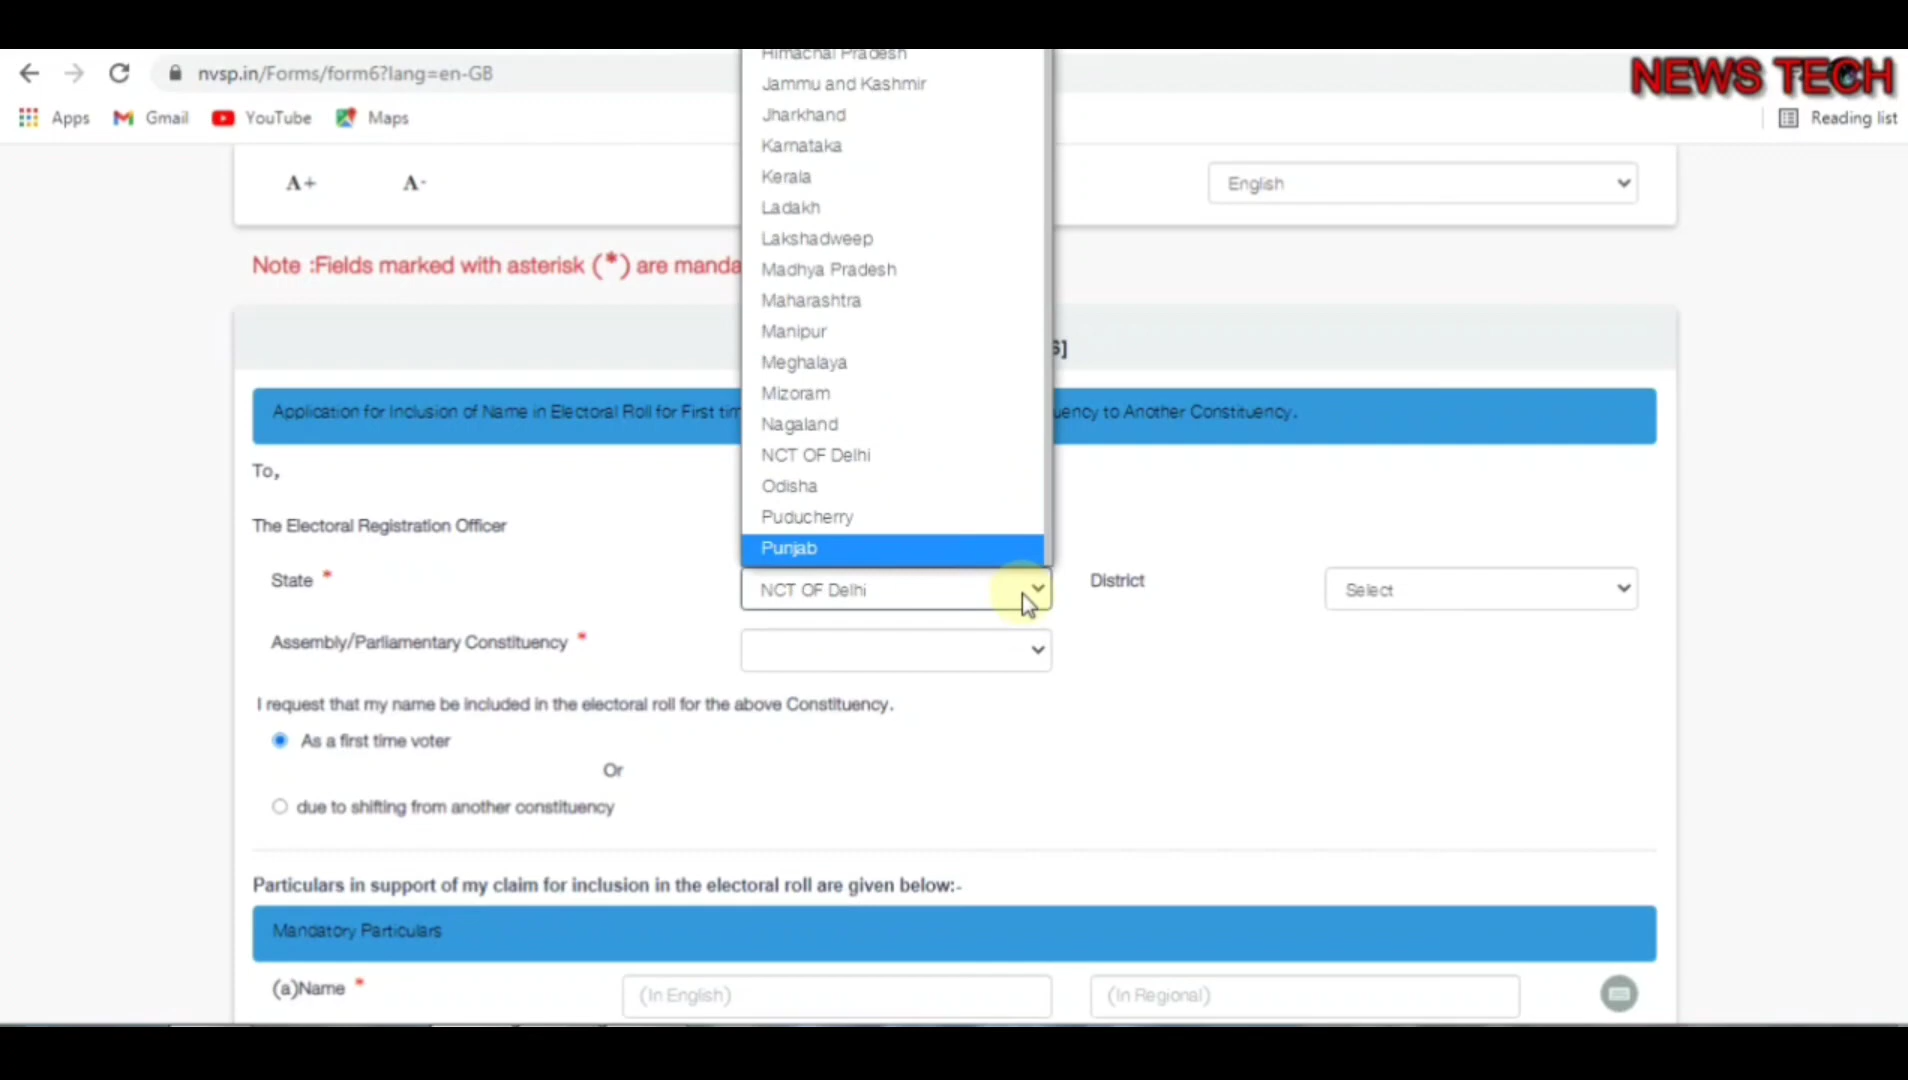 nvsp.in/Forms/form6?lang=en-GB
NEWS TECH
Apps
Gmail
YouTube
Maps
Reading list
A+
A-
English
Himachal Pradesh
Jammu and Kashmir
Jharkhand
Karnataka
Kerala
Ladakh
Lakshadweep
Madhya Pradesh
Maharashtra
Manipur
Meghalaya
Mizoram
Nagaland
NCT OF Delhi
Odisha
Puducherry
Punjab
Note :Fields marked with asterisk (*) are manda
6]
Application for Inclusion of Name in Electoral Roll for First tim
uency to Another Constituency.
To,
The Electoral Registration Officer
State *
NCT OF Delhi
District
Select
Assembly/Parliamentary Constituency *
I request that my name be included in the electoral roll for the above Constituency.
As a first time voter
Or
due to shifting from another constituency
Particulars in support of my claim for inclusion in the electoral roll are given below:-
Mandatory Particulars
(a)Name *
(In English)
(In Regional)